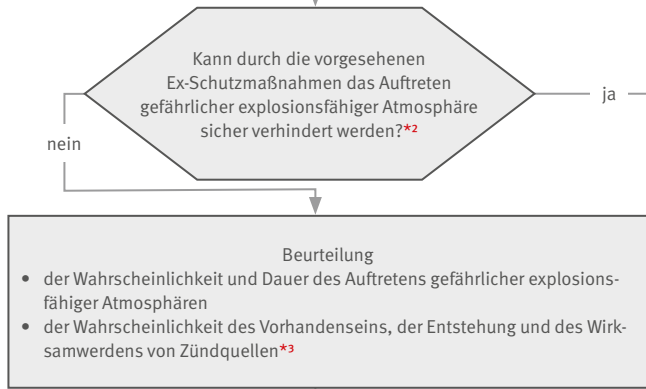 Kann durch die vorgesehenen
Ex-Schutzmaßnahmen das Auftreten
gefährlicher explosionsfähiger Atmosphäre
sicher verhindert werden?*2
ja
nein
Beurteilung
• der Wahrscheinlichkeit und Dauer des Auftretens gefährlicher explosions-
fähiger Atmosphären
• der Wahrscheinlichkeit des Vorhandenseins, der Entstehung und des Wirk-
samwerdens von Zündquellen*3